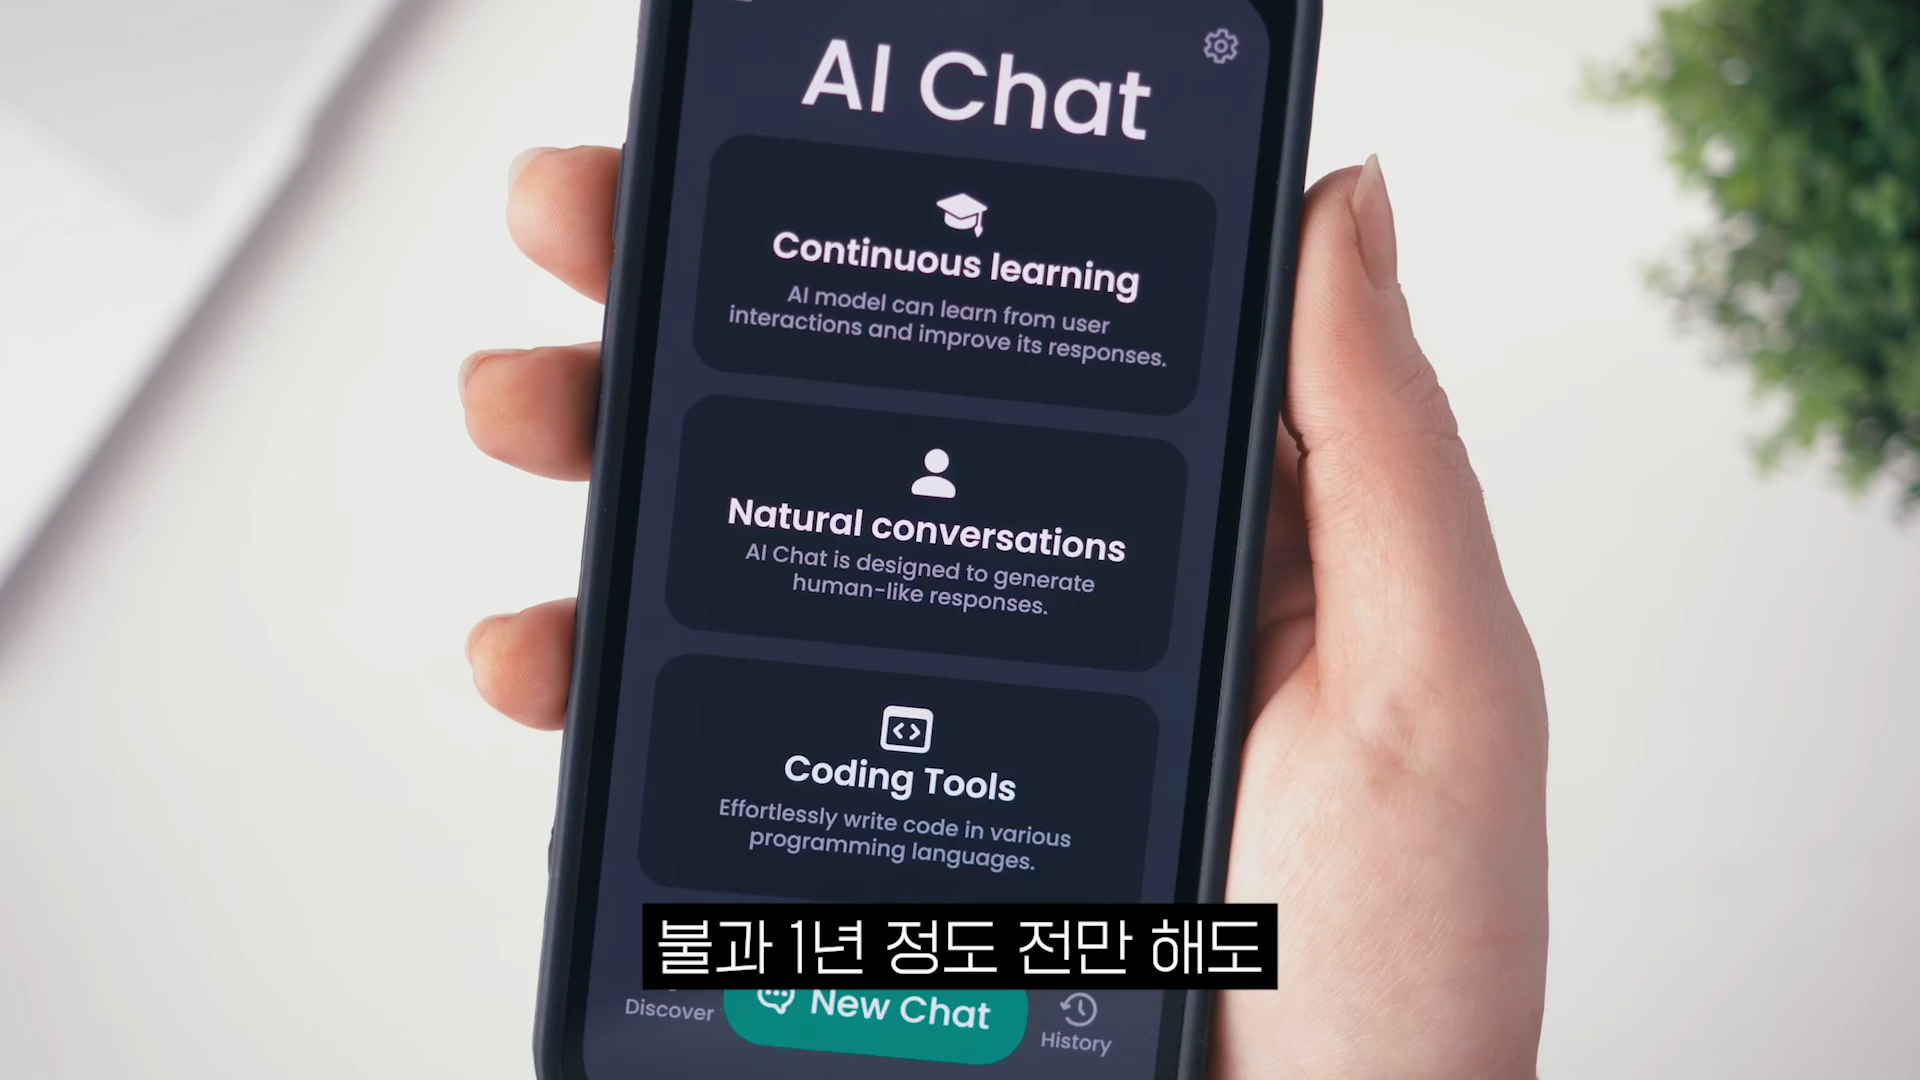 AI Chat
Continuous learning
AI model can learn from user
interactions and improve its responses.
Natural conversations
AI Chat is designed to generate
human-like responses.
Coding Tools
Effortlessly write code in various
programming languages.
불과 1년 정도 전만 해도
Discover
New Chat
History